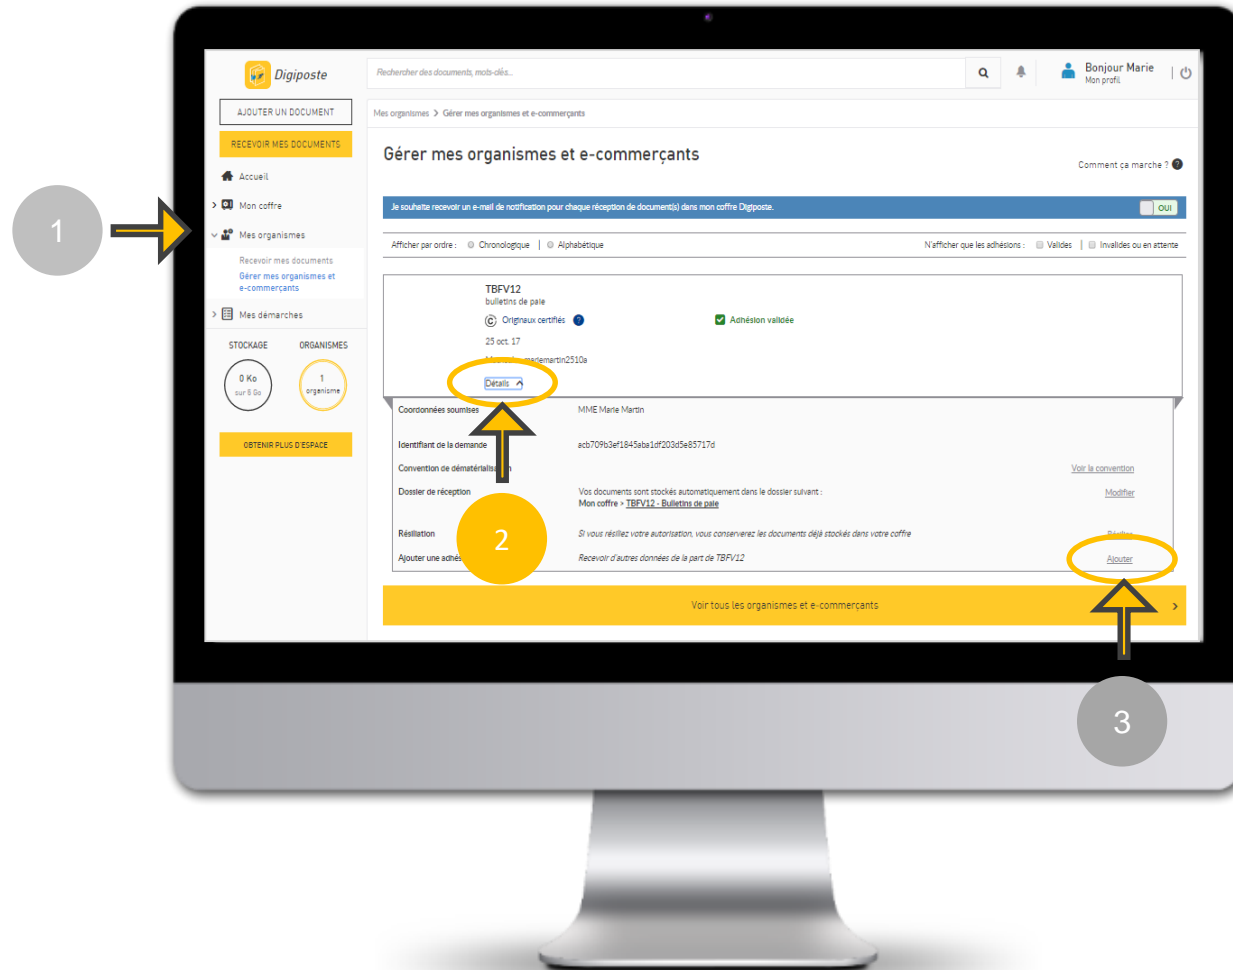 Digiposte
Rechercher des documents, mots-clés...
Bonjour Marie
Mon profil
AJOUTER UN DOCUMENT
RECEVOIR MES DOCUMENTS
Accueil
Mon coffre
Mes organismes
Recevoir mes documents
Gérer mes organismes et
e-commerçants
Mes démarches
STOCKAGE ORGANISMES
0 Ko
sur 5 Go
1
organisme
OBTENIR PLUS D'ESPACE
1
Mes organismes > Gérer mes organismes et e-commerçants
Gérer mes organismes et e-commerçants
Comment ça marche ?
Je souhaite recevoir un e-mail de notification pour chaque réception de document(s) dans mon coffre Digiposte.
OUI
Afficher par ordre : Chronologique | Alphabétique
N'afficher que les adhésions : Valides | Invalides ou en attente
TBFV12
bulletins de paie
Originaux certifiés ?
Adhésion validée
25 oct. 17
mariemartin2510a
Détails
Coordonnées soumises MME Marie Martin
Identifiant de la demande acb709b3ef1845aba1df203d5e85717d
Convention de dématérialisation Voir la convention
Dossier de réception Vos documents sont stockés automatiquement dans le dossier suivant : Modifier
Mon coffre > TBFV12 - Bulletins de paie
Résiliation Si vous résiliez votre autorisation, vous conserverez les documents déjà stockés dans votre coffre Résilier
Ajouter une adhé Recevoir d'autres données de la part de TBFV12 Ajouter
2
Voir tous les organismes et e-commerçants
3